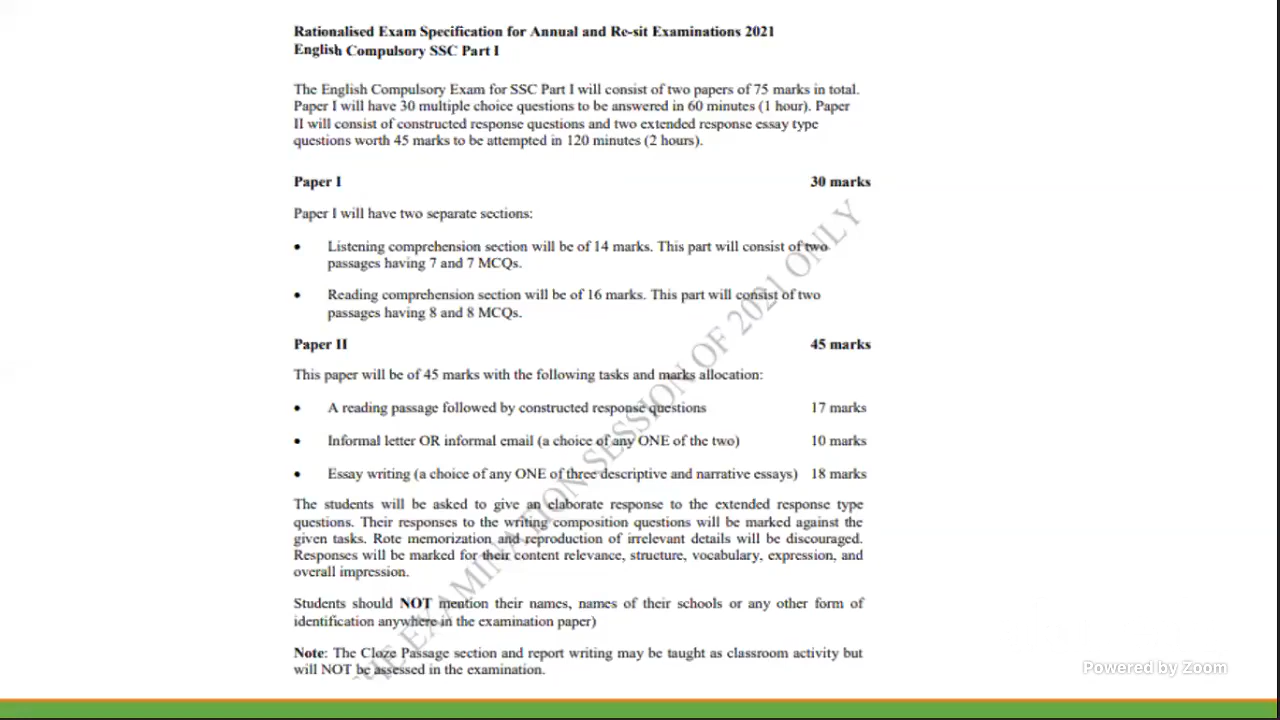 Rationalised Exam Specification for Annual and Re-sit Examinations 2021
English Compulsory SSC Part I
The English Compulsory Exam for SSC Part I will consist of two papers of 75 marks in total.
Paper I will have 30 multiple choice questions to be answered in 60 minutes (1 hour). Paper
II will consist of constructed response questions and two extended response essay type
questions worth 45 marks to be attempted in 120 minutes (2 hours).
Paper I 30 marks
Paper I will have two separate sections:
• Listening comprehension section will be of 14 marks. This part will consist of two
passages having 7 and 7 MCQs.
• Reading comprehension section will be of 16 marks. This part will consist of two
passages having 8 and 8 MCQs.
Paper II 45 marks
This paper will be of 45 marks with the following tasks and marks allocation:
• A reading passage followed by constructed response questions 17 marks
• Informal letter OR informal email (a choice of any ONE of the two) 10 marks
• Essay writing (a choice of any ONE of three descriptive and narrative essays) 18 marks
The students will be asked to give an elaborate response to the extended response type
questions. Their responses to the writing composition questions will be marked against the
given tasks. Rote memorization and reproduction of irrelevant details will be discouraged.
Responses will be marked for their content relevance, structure, vocabulary, expression, and
overall impression.
Students should NOT mention their names, names of their schools or any other form of
identification anywhere in the examination paper)
Note: The Cloze Passage section and report writing may be taught as classroom activity but
will NOT be assessed in the examination.
EXAMINATION SESSION OF 2021 ONLY
Powered by Zoom